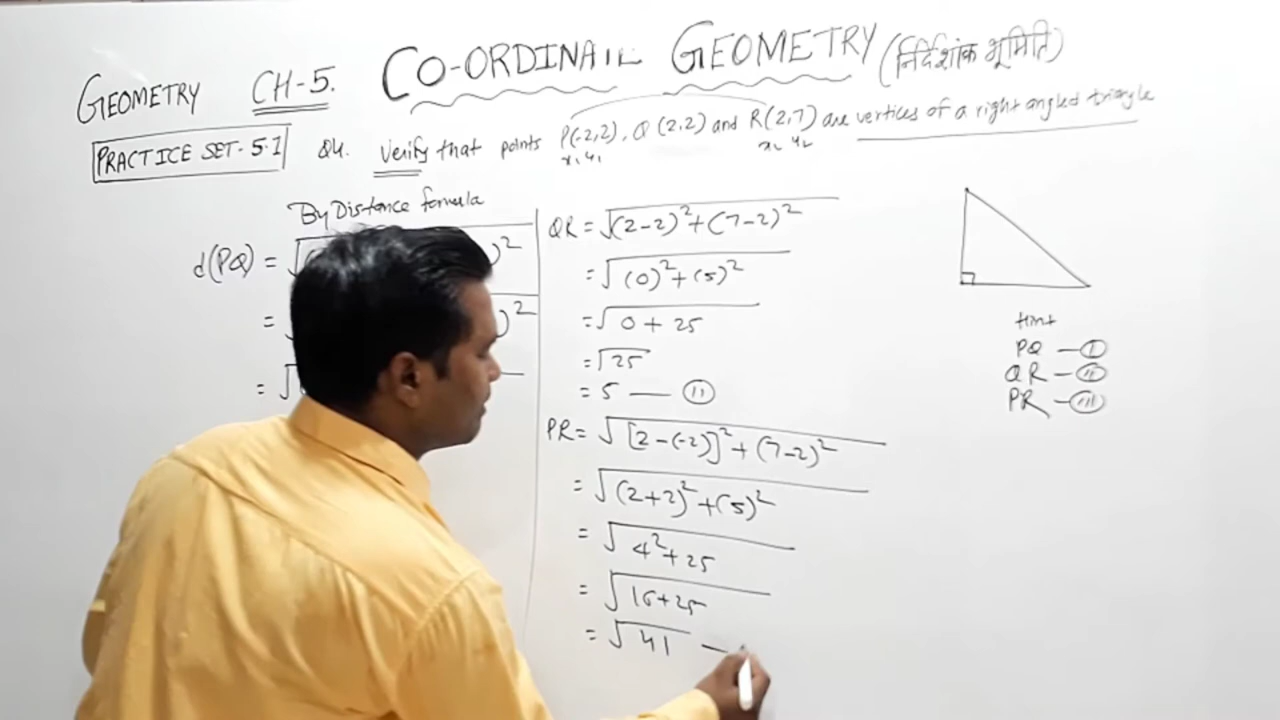 GEOMETRY CH-5. CO-ORDINATE GEOMETRY (निर्देशांक भूमिति)
PRACTICE SET-5.1 Q4. Verify that points P(-2,2), Q(2,2) and R(2,7) are vertices of a right angled triangle
x₁ y₁ x₂ y₂
By Distance formula
d(PQ) = √ )²
= )²
= √
QR = √(2-2)²+(7-2)²
= √(0)²+(5)²
= √0+25
= √25
= 5 — (II)
PR = √[2-(-2)]²+(7-2)²
= √(2+2)²+(5)²
= √4²+25
= √16+25
= √41 —
Hint
PQ — (I)
QR — (II)
PR — (III)